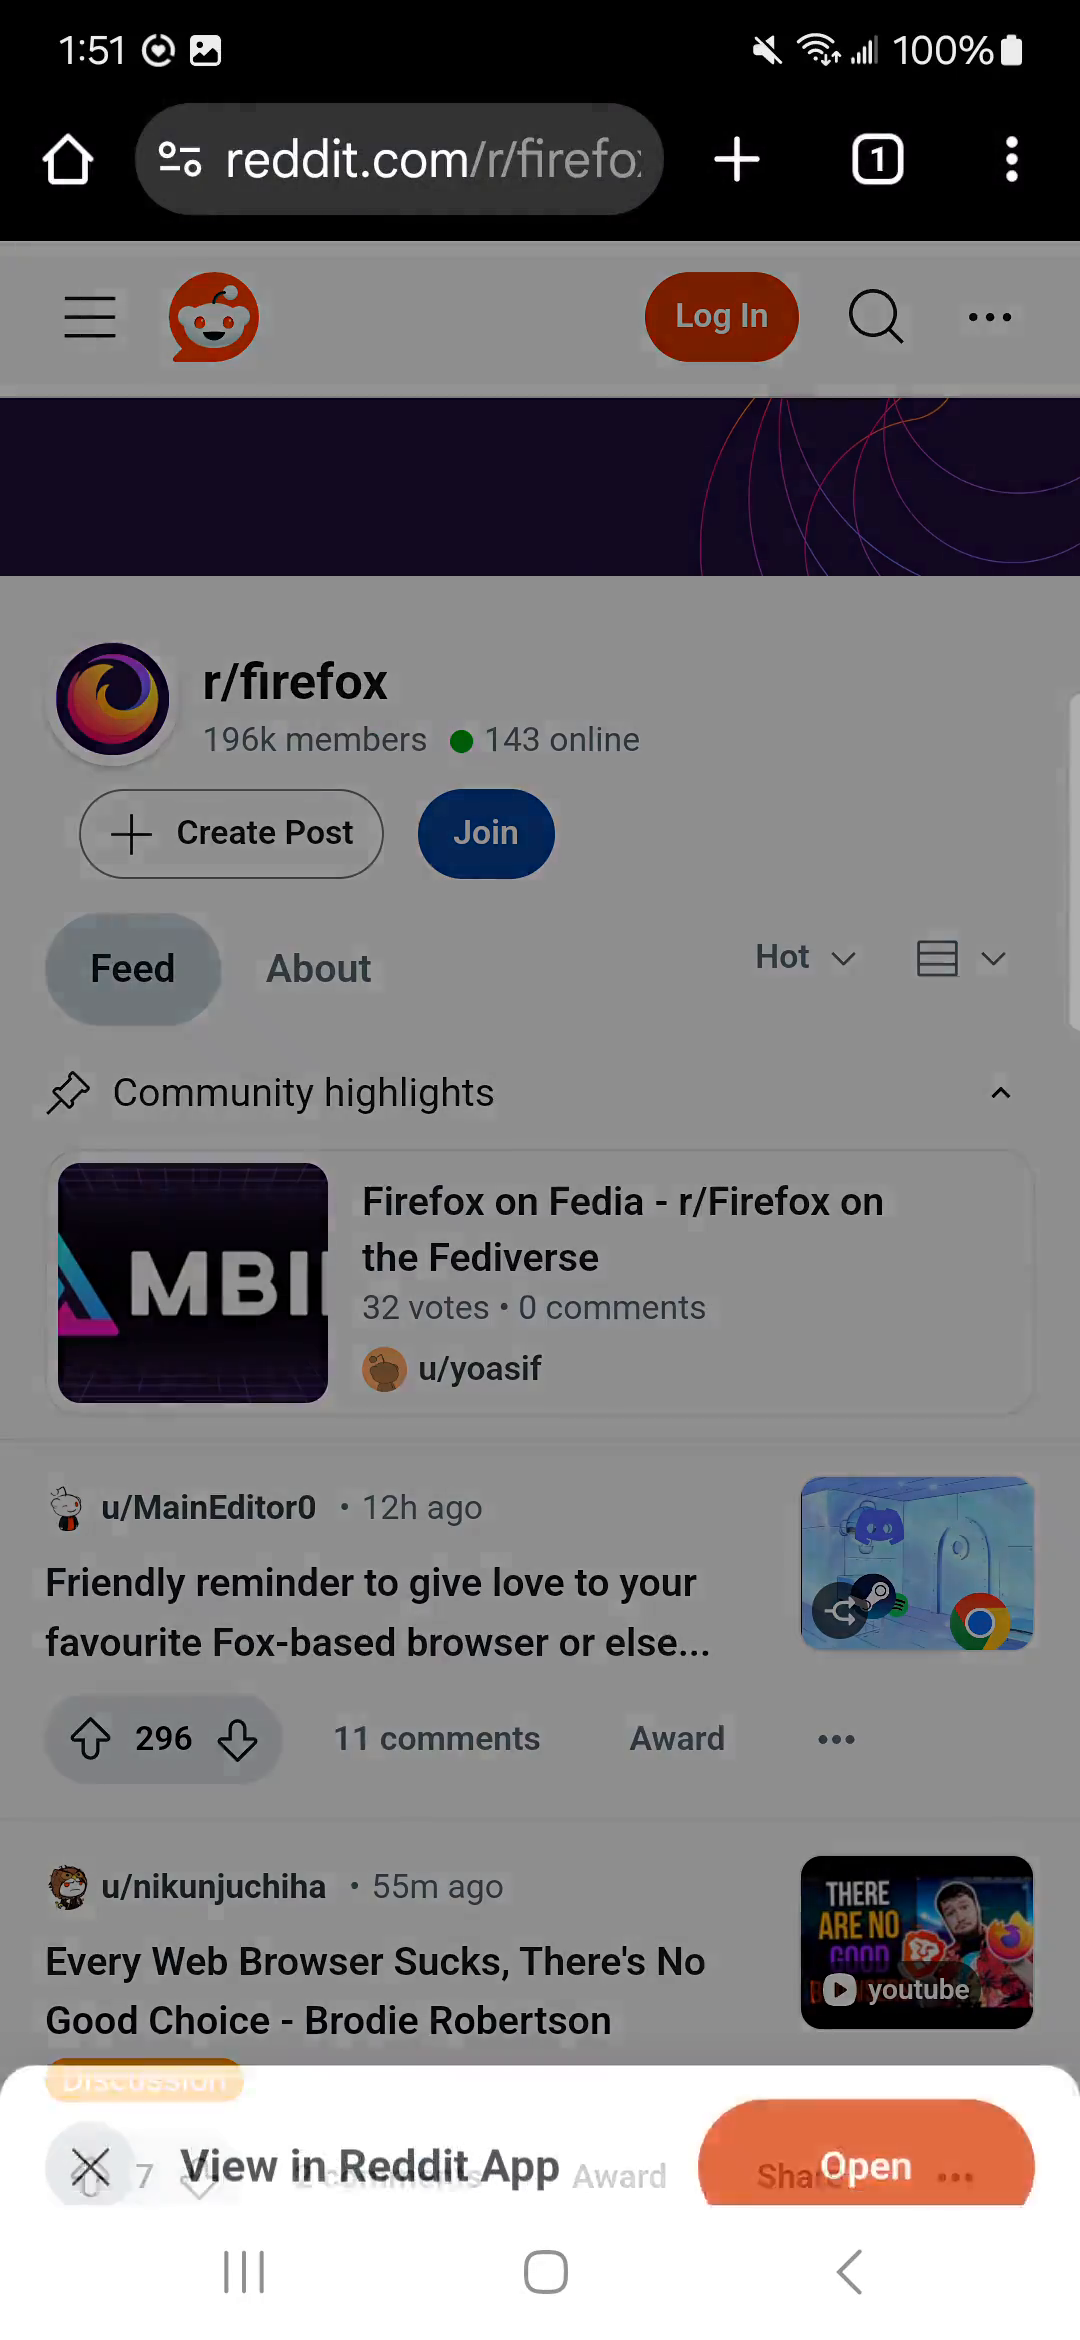 1:51
100%
reddit.com/r/firefo
1
Log In
r/firefox
196k members 143 online
Create Post
Join
Feed
About
Hot
Community highlights
MBI
Firefox on Fedia - r/Firefox on
the Fediverse
32 votes • 0 comments
u/yoasif
u/MainEditor0 • 12h ago
Friendly reminder to give love to your
favourite Fox-based browser or else...
296
11 comments
Award
u/nikunjuchiha • 55m ago
THERE
ARE NO
GOOD
youtube
Every Web Browser Sucks, There's No
Good Choice - Brodie Robertson
Discussion
View in Reddit App
Open
7
2 comments
Award
Share